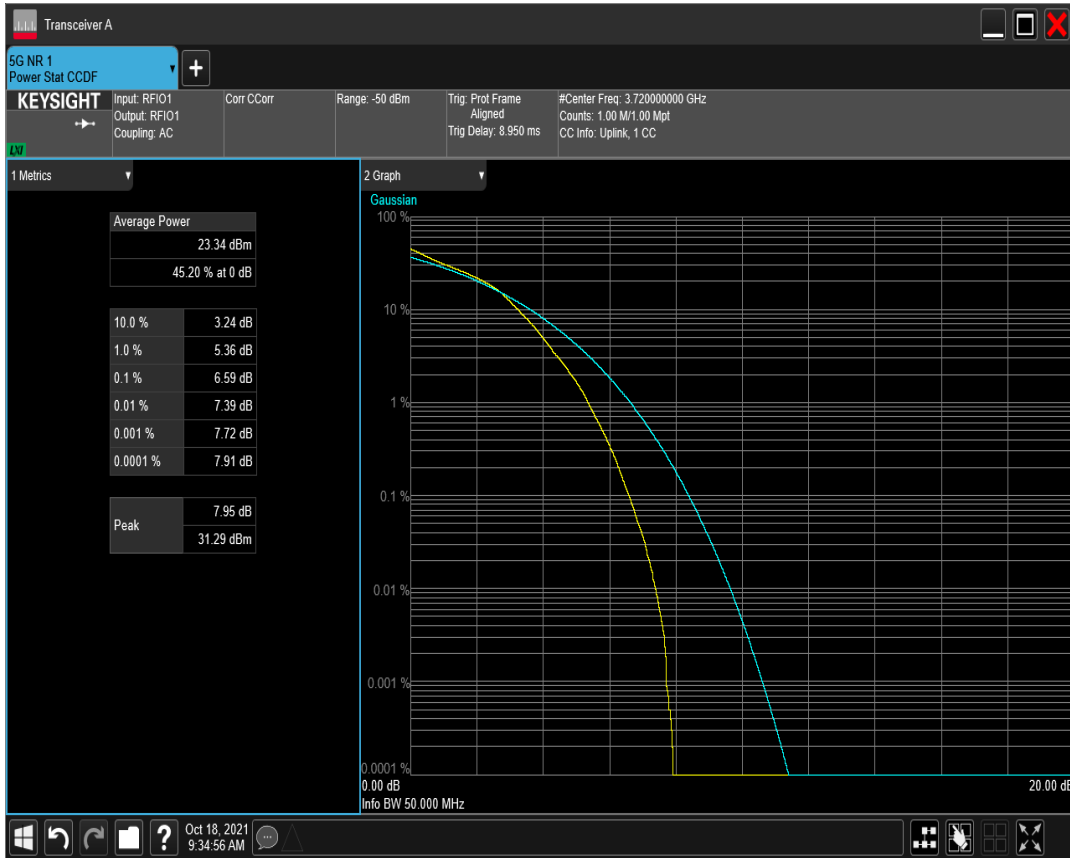 Transceiver A
5G NR 1
Power Stat CCDF
KEYSIGHT
LXI
Input: RFIO1
Output: RFIO1
Coupling: AC
Corr CCorr
Range: -50 dBm
Trig: Prot Frame
Aligned
Trig Delay: 8.950 ms
#Center Freq: 3.720000000 GHz
Counts: 1.00 M/1.00 Mpt
CC Info: Uplink, 1 CC
1 Metrics
Average Power
23.34 dBm
45.20 % at 0 dB
10.0 % 3.24 dB
1.0 % 5.36 dB
0.1 % 6.59 dB
0.01 % 7.39 dB
0.001 % 7.72 dB
0.0001 % 7.91 dB
Peak
7.95 dB
31.29 dBm
2 Graph
Gaussian
100 %
10 %
1 %
0.1 %
0.01 %
0.001 %
0.0001 %
0.00 dB 20.00 dB
Info BW 50.000 MHz
?
Oct 18, 2021
9:34:56 AM